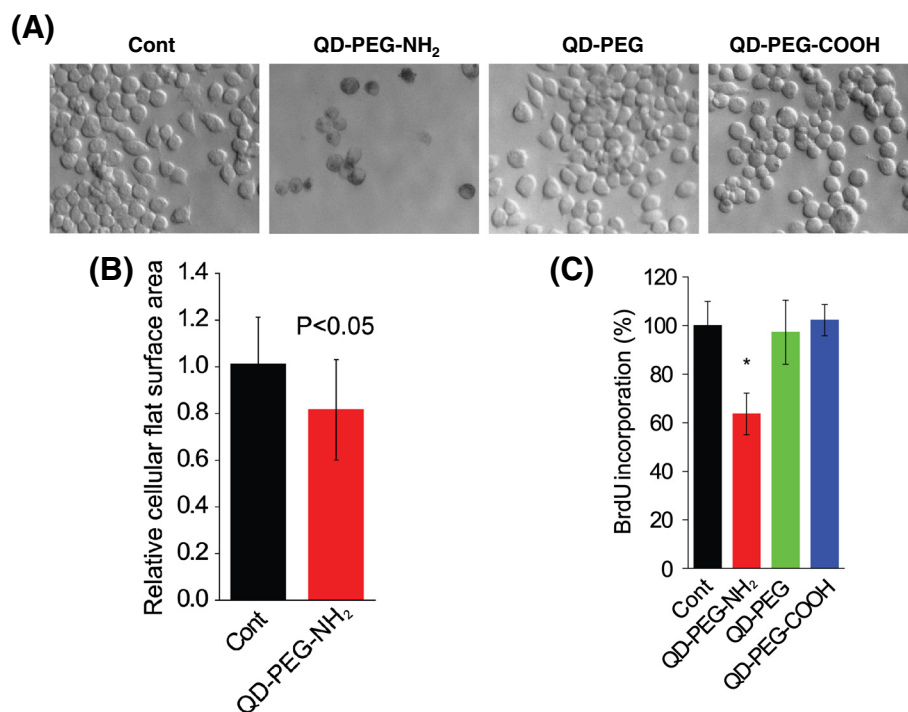 (A)
Cont QD-PEG-NH₂ QD-PEG QD-PEG-COOH
(B)
Relative cellular flat surface area
1.4
1.2
1.0
0.8
0.6
0.4
0.2
0.0
P<0.05
Cont
QD-PEG-NH₂
(C)
BrdU incorporation (%)
120
100
80
60
40
20
0
*
Cont
QD-PEG-NH₂
QD-PEG
QD-PEG-COOH